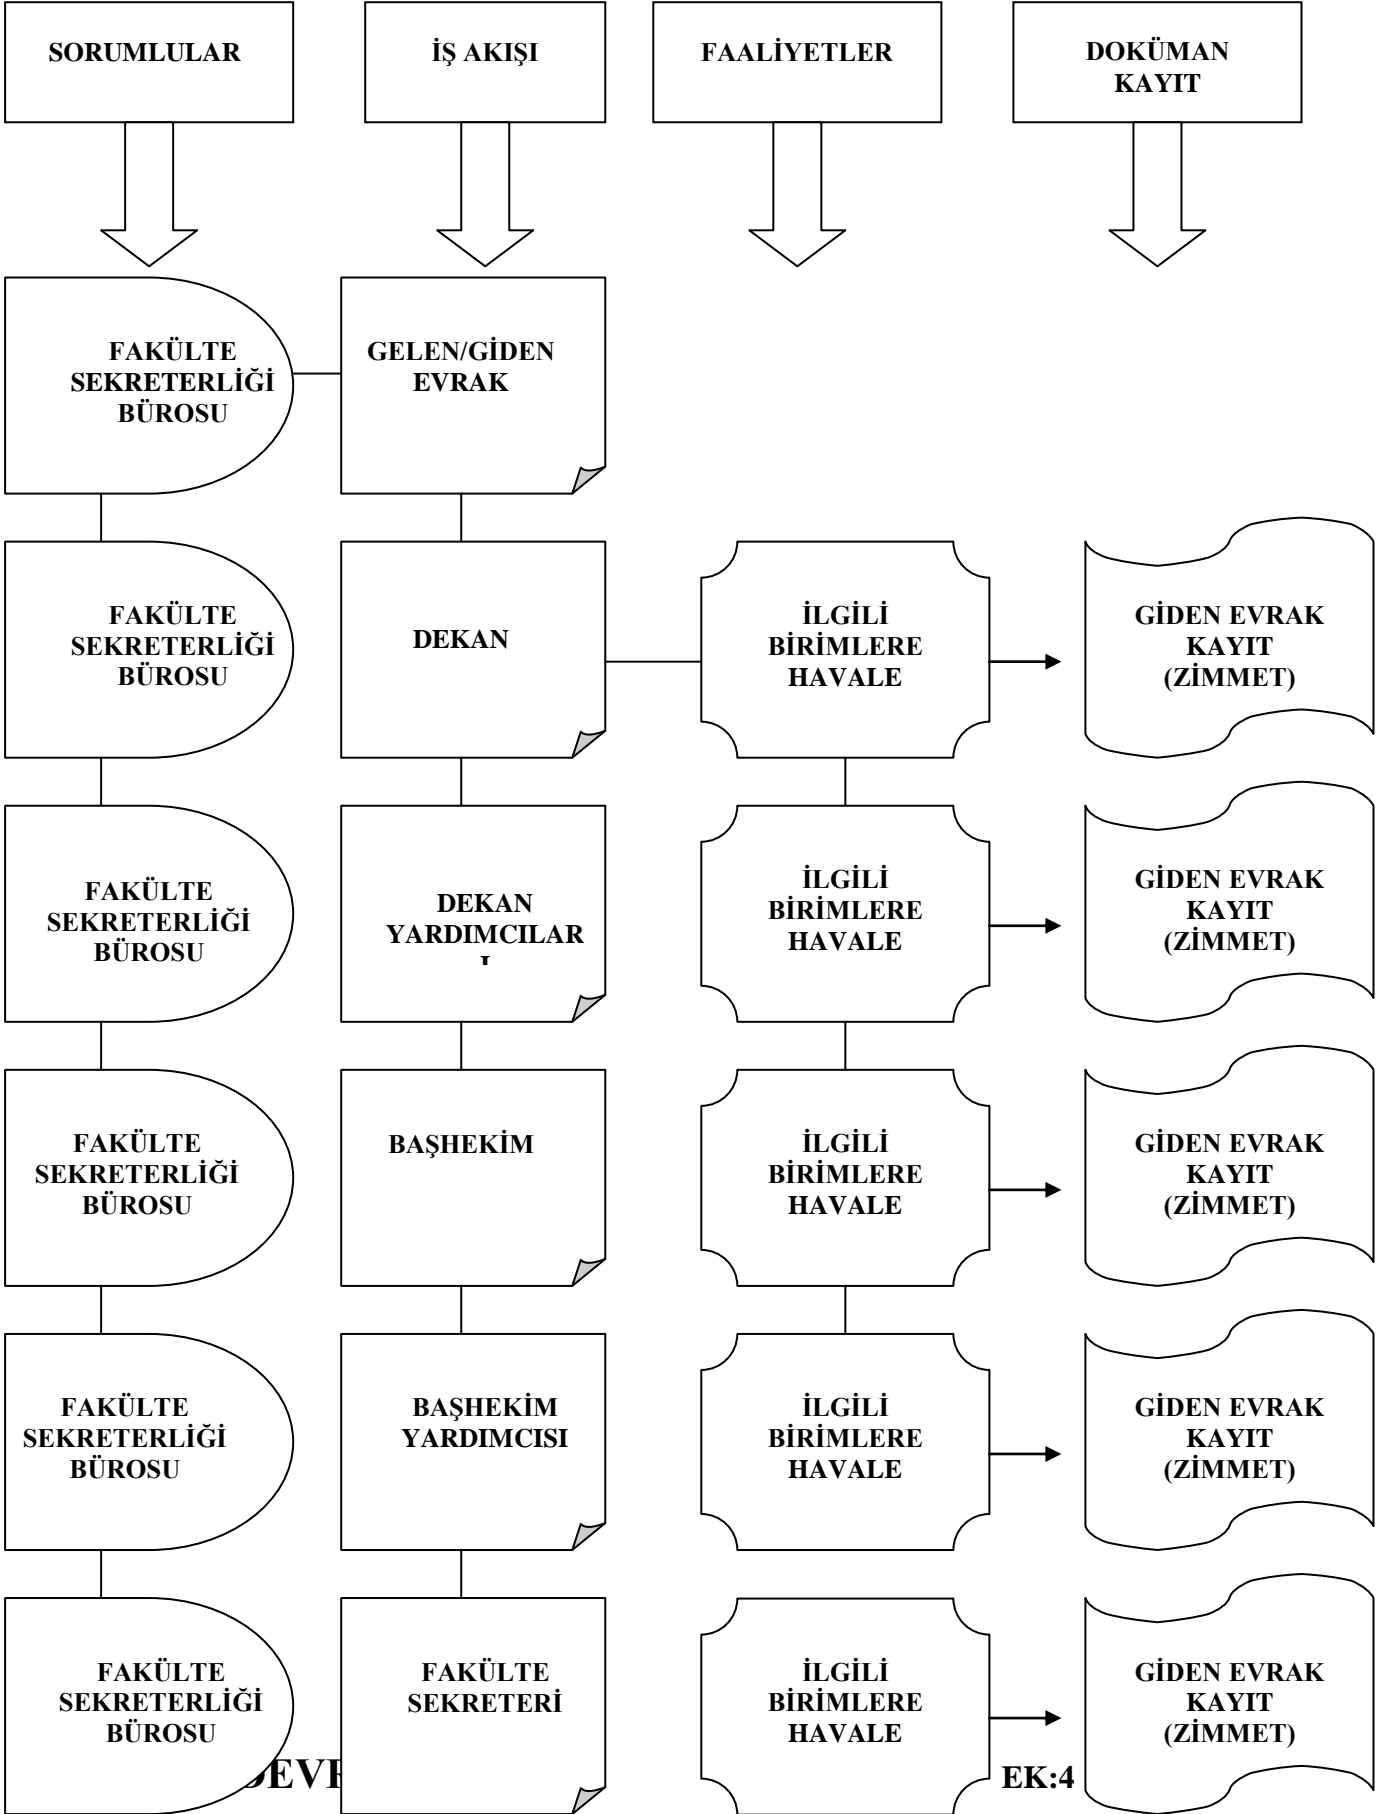 SORUMLULAR
İŞ AKIŞI
FAALİYETLER
DOKÜMAN
KAYIT
FAKÜLTE
SEKRETERLİĞİ
BÜROSU
GELEN/GİDEN
EVRAK
FAKÜLTE
SEKRETERLİĞİ
BÜROSU
DEKAN
İLGİLİ
BİRİMLERE
HAVALE
GİDEN EVRAK
KAYIT
(ZİMMET)
FAKÜLTE
SEKRETERLİĞİ
BÜROSU
DEKAN
YARDIMCILAR
I
İLGİLİ
BİRİMLERE
HAVALE
GİDEN EVRAK
KAYIT
(ZİMMET)
FAKÜLTE
SEKRETERLİĞİ
BÜROSU
BAŞHEKİM
İLGİLİ
BİRİMLERE
HAVALE
GİDEN EVRAK
KAYIT
(ZİMMET)
FAKÜLTE
SEKRETERLİĞİ
BÜROSU
BAŞHEKİM
YARDIMCISI
İLGİLİ
BİRİMLERE
HAVALE
GİDEN EVRAK
KAYIT
(ZİMMET)
FAKÜLTE
SEKRETERLİĞİ
BÜROSU
FAKÜLTE
SEKRETERİ
İLGİLİ
BİRİMLERE
HAVALE
GİDEN EVRAK
KAYIT
(ZİMMET)
EK:4